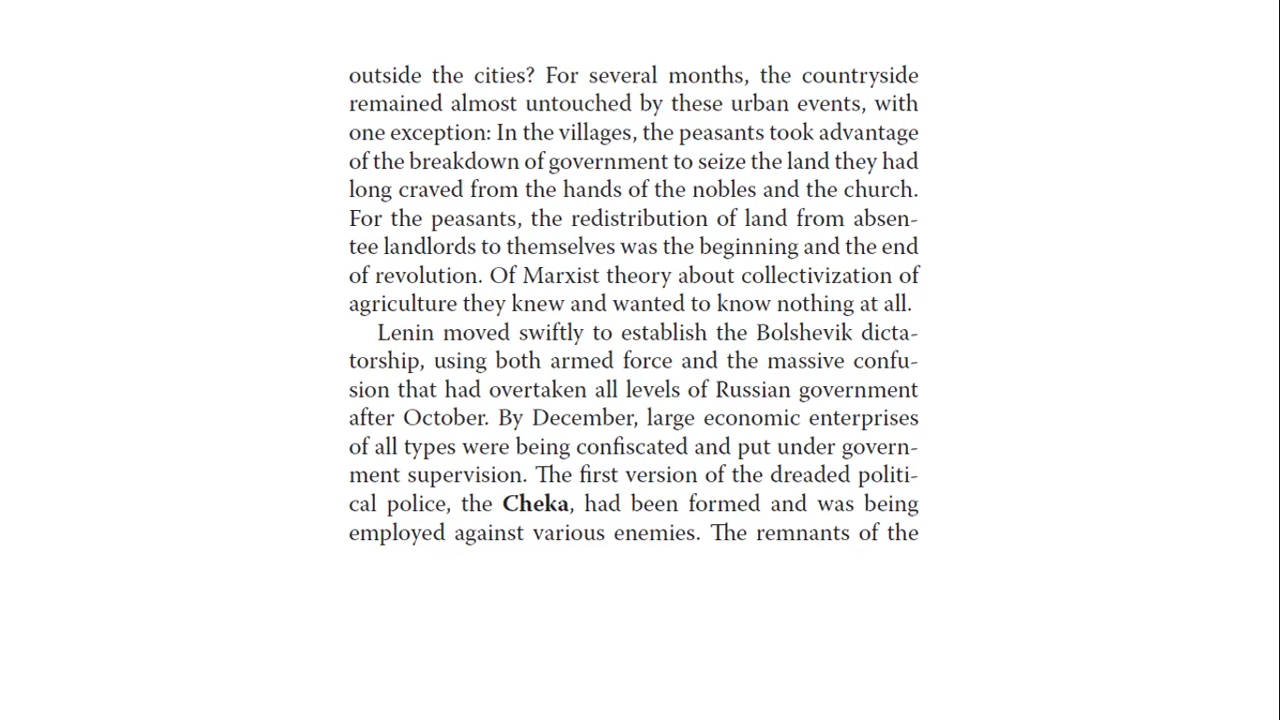 outside the cities? For several months, the countryside
remained almost untouched by these urban events, with
one exception: In the villages, the peasants took advantage
of the breakdown of government to seize the land they had
long craved from the hands of the nobles and the church.
For the peasants, the redistribution of land from absen-
tee landlords to themselves was the beginning and the end
of revolution. Of Marxist theory about collectivization of
agriculture they knew and wanted to know nothing at all.
Lenin moved swiftly to establish the Bolshevik dicta-
torship, using both armed force and the massive confu-
sion that had overtaken all levels of Russian government
after October. By December, large economic enterprises
of all types were being confiscated and put under govern-
ment supervision. The first version of the dreaded politi-
cal police, the Cheka, had been formed and was being
employed against various enemies. The remnants of the